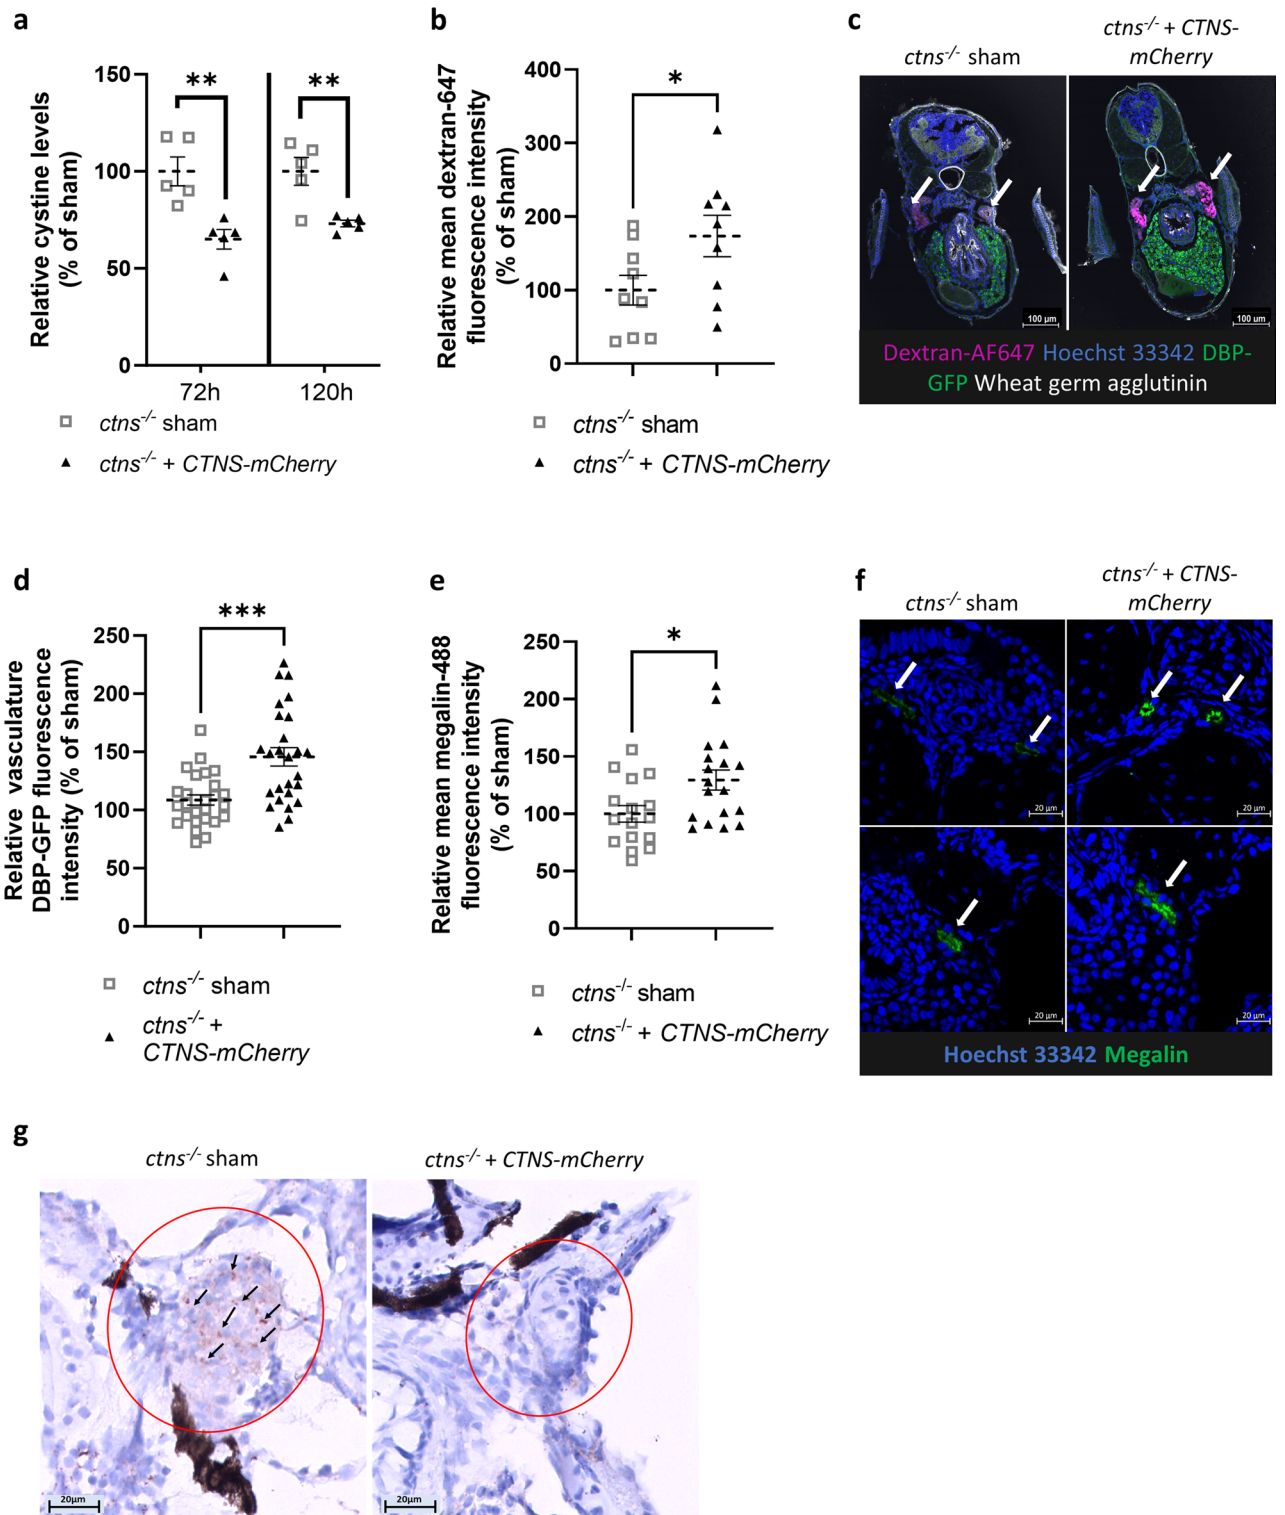 a
Relative cystine levels
(% of sham)
150
100
50
0
**
**
72h
120h
ctns-/- sham
ctns-/- + CTNS-mCherry
b
Relative mean dextran-647
fluorescence intensity
(% of sham)
400
300
200
100
0
*
ctns-/- sham
ctns-/- + CTNS-mCherry
c
ctns-/- sham
ctns-/- + CTNS-
mCherry
100 µm
100 µm
Dextran-AF647 Hoechst 33342 DBP-
GFP Wheat germ agglutinin
d
Relative vasculature
DBP-GFP fluorescence
intensity (% of sham)
250
200
150
100
50
0
***
ctns-/- sham
ctns-/- +
CTNS-mCherry
e
Relative mean megalin-488
fluorescence intensity
(% of sham)
250
200
150
100
50
0
*
ctns-/- sham
ctns-/- + CTNS-mCherry
f
ctns-/- sham
ctns-/- + CTNS-
mCherry
20 µm
20 µm
20 µm
20 µm
Hoechst 33342 Megalin
g
ctns-/- sham
ctns-/- + CTNS-mCherry
20µm
20µm